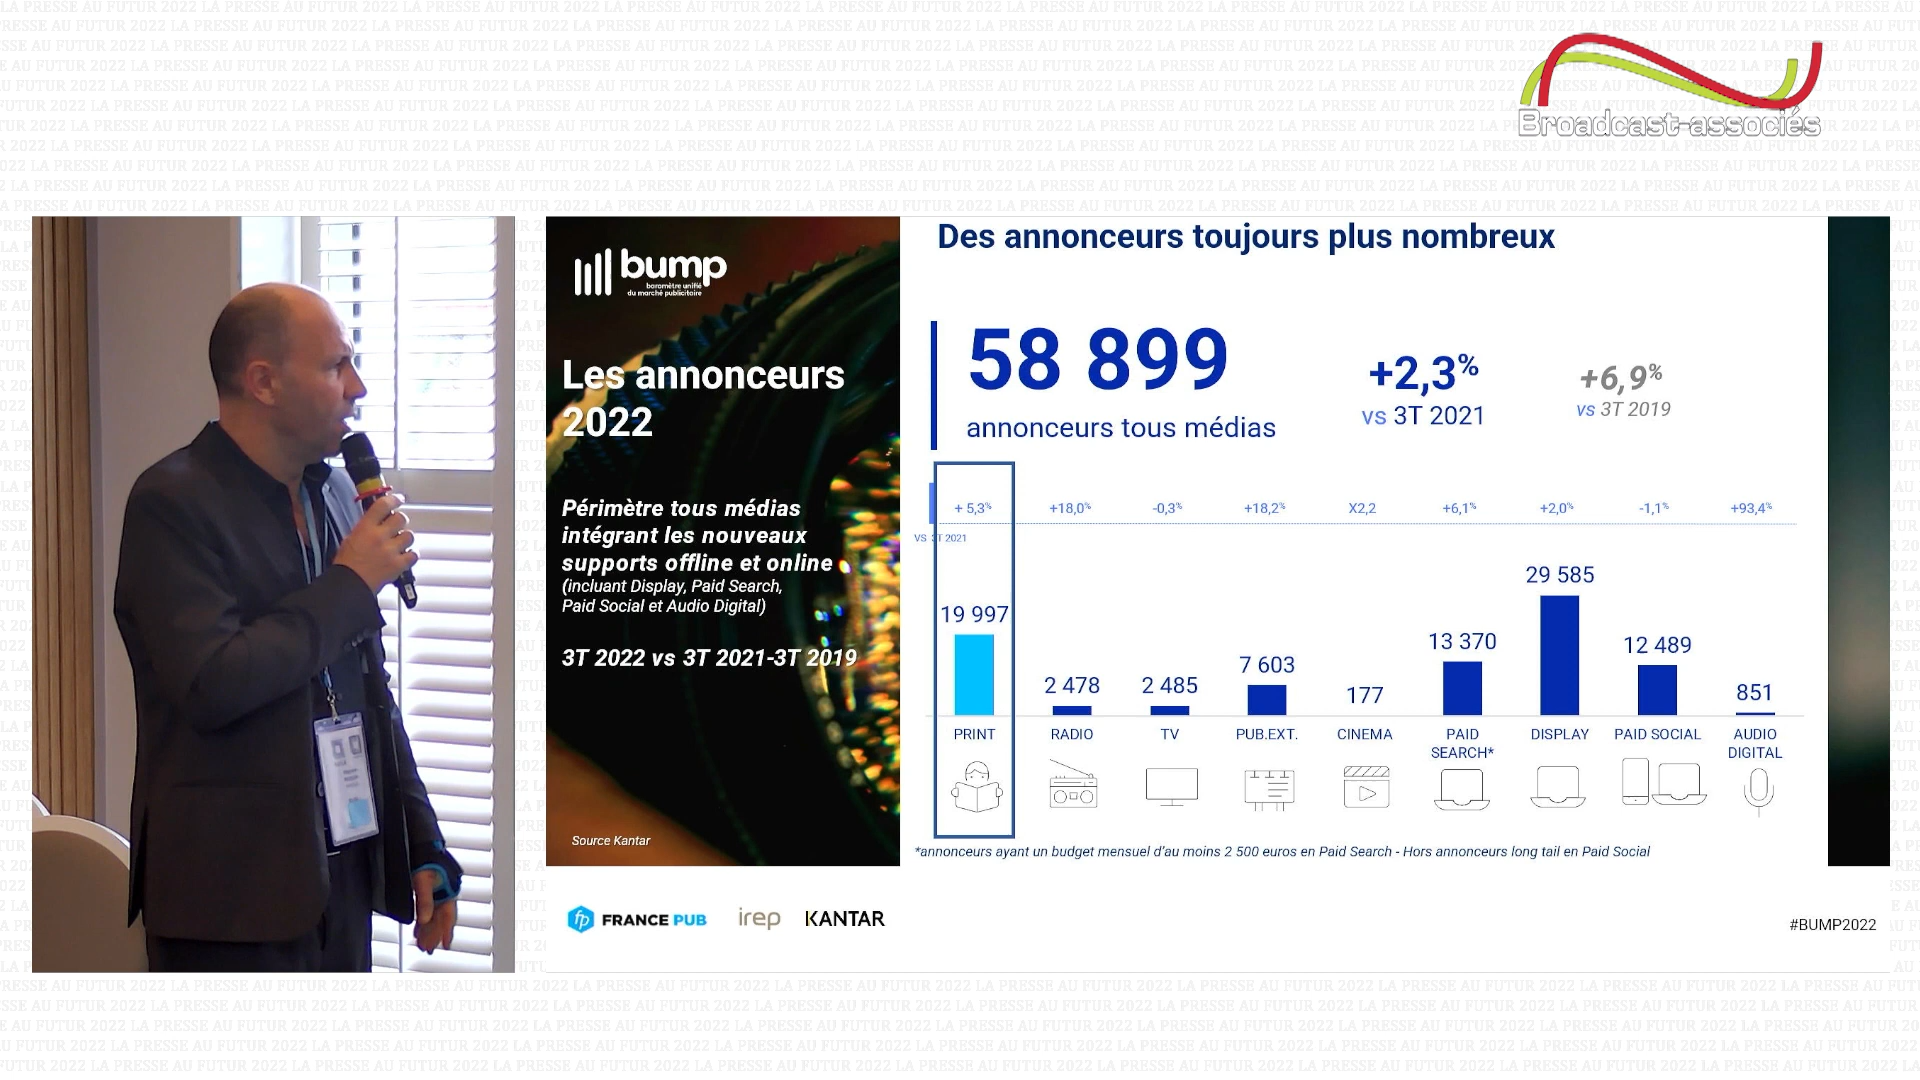 LA PRESSE AU FUTUR 2022
Broadcast-associés
bump
baromètre unifié
du marché publicitaire
Les annonceurs
2022
Périmètre tous médias
intégrant les nouveaux
supports offline et online
(incluant Display, Paid Search,
Paid Social et Audio Digital)
3T 2022 vs 3T 2021-3T 2019
Source Kantar
Des annonceurs toujours plus nombreux
58 899
annonceurs tous médias
+2,3%
vs 3T 2021
+6,9%
vs 3T 2019
+ 5,3% +18,0% -0,3% +18,2% X2,2 +6,1% +2,0% -1,1% +93,4%
VS 3T 2021
19 997 2 478 2 485 7 603 177 13 370 29 585 12 489 851
PRINT RADIO TV PUB.EXT. CINEMA PAID SEARCH* DISPLAY PAID SOCIAL AUDIO DIGITAL
*annonceurs ayant un budget mensuel d'au moins 2 500 euros en Paid Search - Hors annonceurs long tail en Paid Social
fp FRANCE PUB irep KANTAR
#BUMP2022